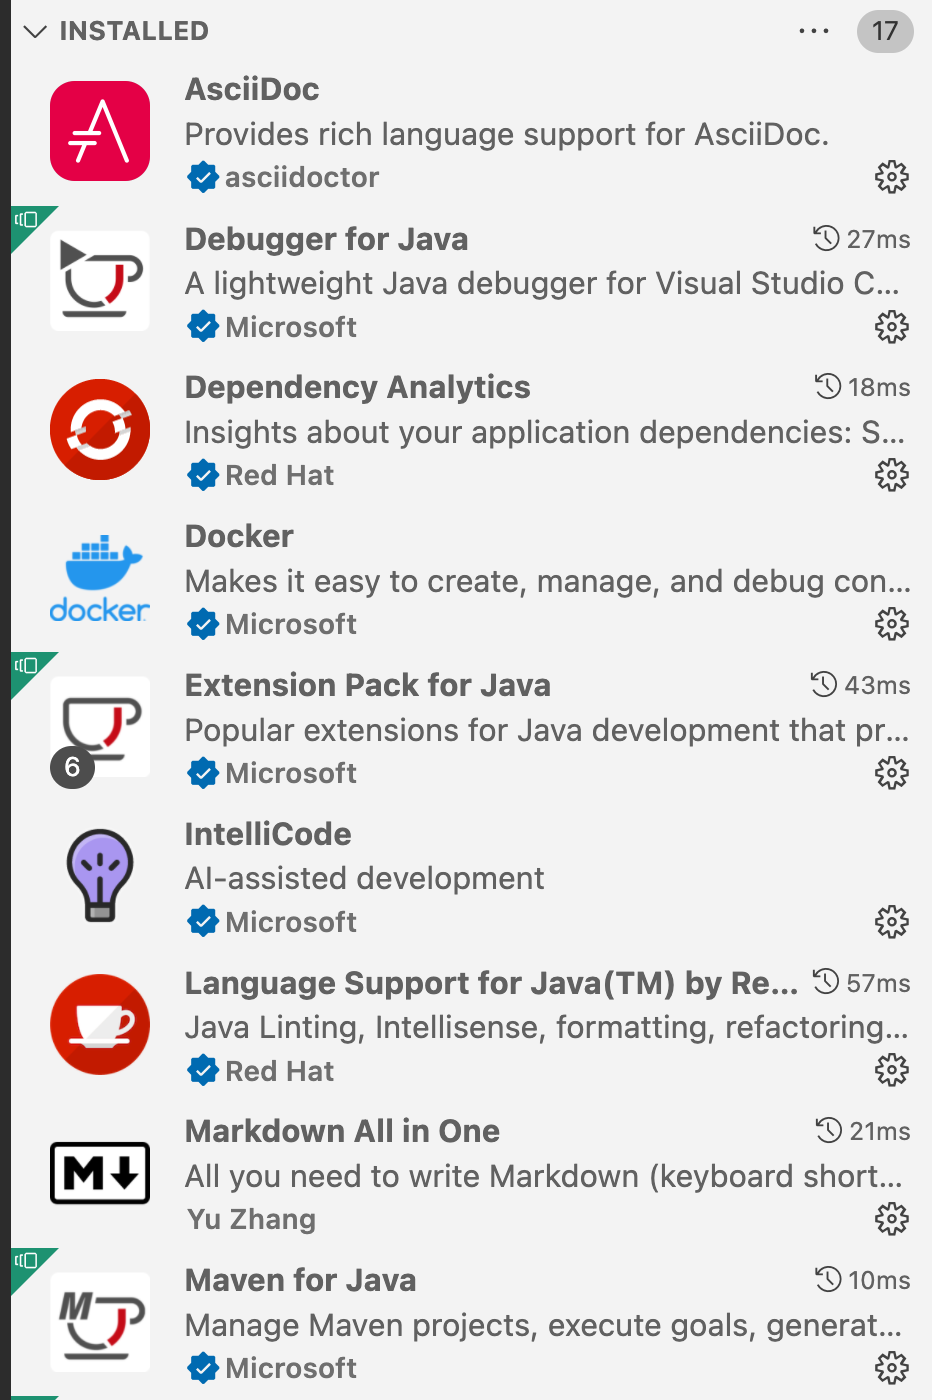 INSTALLED ... 17
AsciiDoc
Provides rich language support for AsciiDoc.
asciidoctor
Debugger for Java 27ms
A lightweight Java debugger for Visual Studio C...
Microsoft
Dependency Analytics 18ms
Insights about your application dependencies: S...
Red Hat
Docker
Makes it easy to create, manage, and debug con...
docker
Microsoft
Extension Pack for Java 43ms
Popular extensions for Java development that pr...
6
Microsoft
IntelliCode
AI-assisted development
Microsoft
Language Support for Java(TM) by Re... 57ms
Java Linting, Intellisense, formatting, refactoring...
Red Hat
Markdown All in One 21ms
M
All you need to write Markdown (keyboard short...
Yu Zhang
Maven for Java 10ms
M
Manage Maven projects, execute goals, generat...
Microsoft